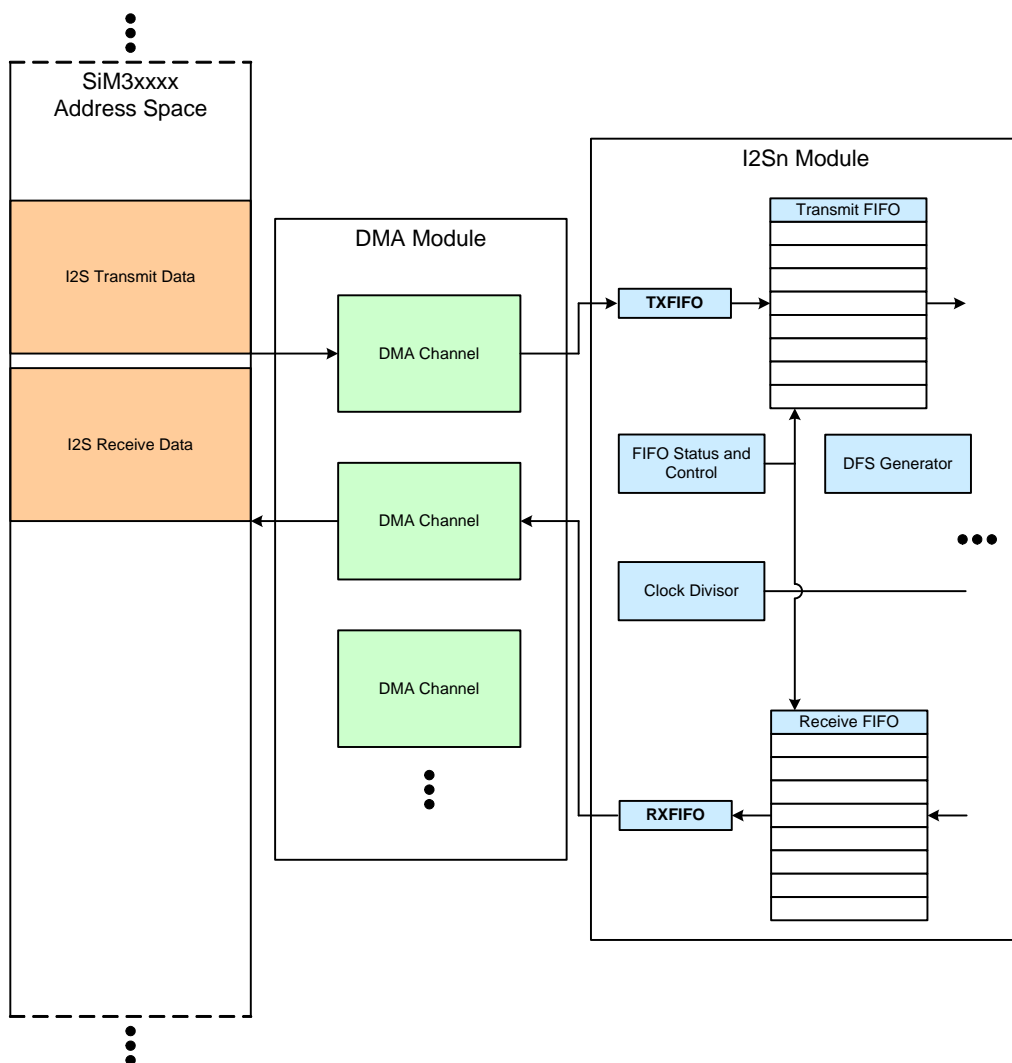 SiM3xxxx
Address Space
I2S Transmit Data
I2S Receive Data
DMA Module
DMA Channel
DMA Channel
DMA Channel
I2Sn Module
Transmit FIFO
TXFIFO
FIFO Status and
Control
DFS Generator
Clock Divisor
Receive FIFO
RXFIFO